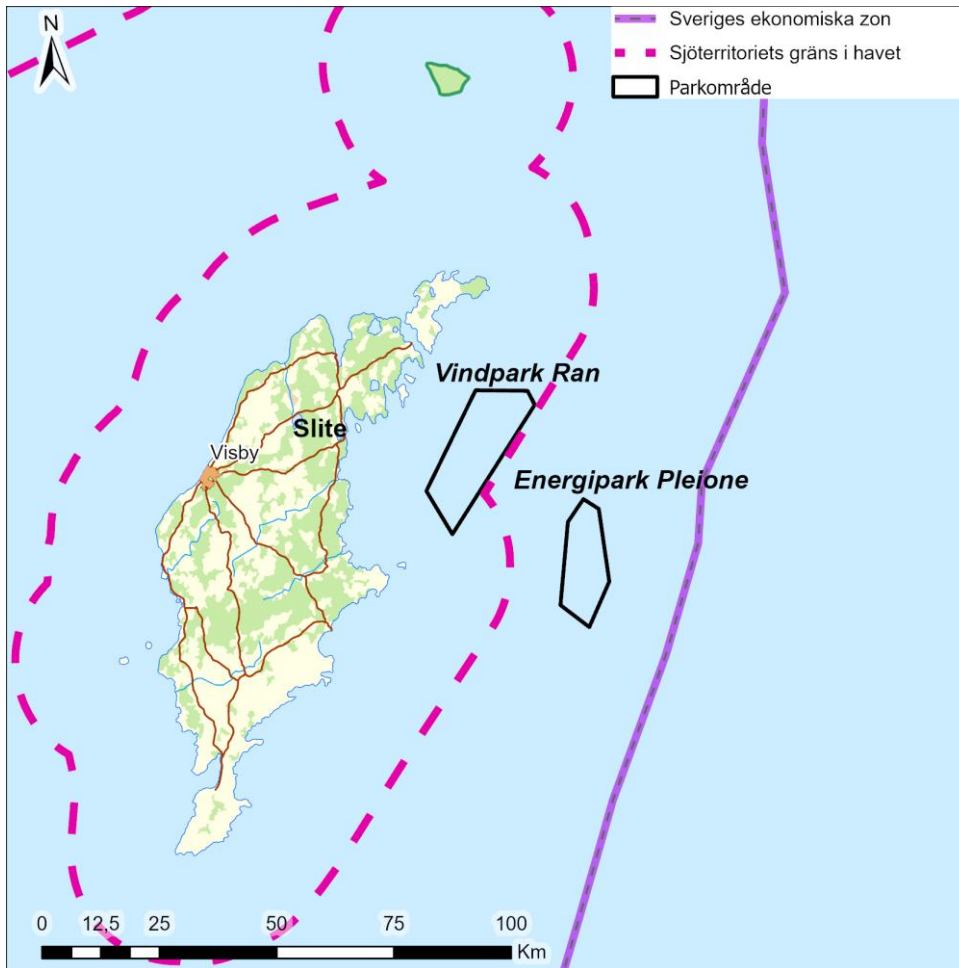 N
Sveriges ekonomiska zon
Sjöterritoriets gräns i havet
Parkområde
Vindpark Ran
Slite
Visby
Energipark Pleione
0 12,5 25 50 75 100
Km